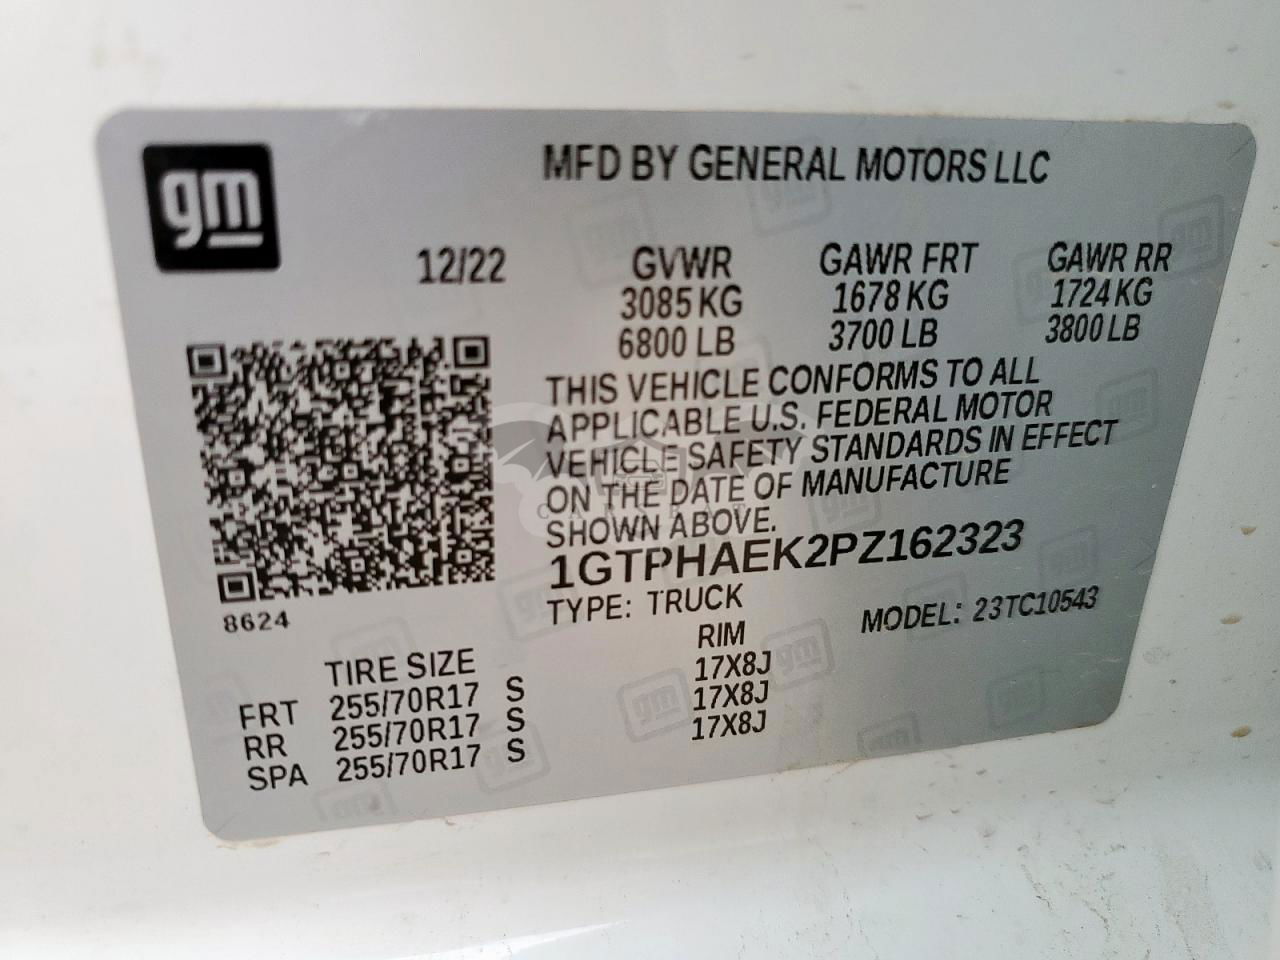 gm
MFD BY GENERAL MOTORS LLC
12/22 GVWR GAWR FRT GAWR RR
3085 KG 1678 KG 1724 KG
6800 LB 3700 LB 3800 LB
THIS VEHICLE CONFORMS TO ALL
APPLICABLE U.S. FEDERAL MOTOR
VEHICLE SAFETY STANDARDS IN EFFECT
ON THE DATE OF MANUFACTURE
SHOWN ABOVE.
1GTPHAEK2PZ162323
TYPE: TRUCK MODEL: 23TC10543
8624
TIRE SIZE RIM
FRT 255/70R17 S 17X8J
RR 255/70R17 S 17X8J
SPA 255/70R17 S 17X8J